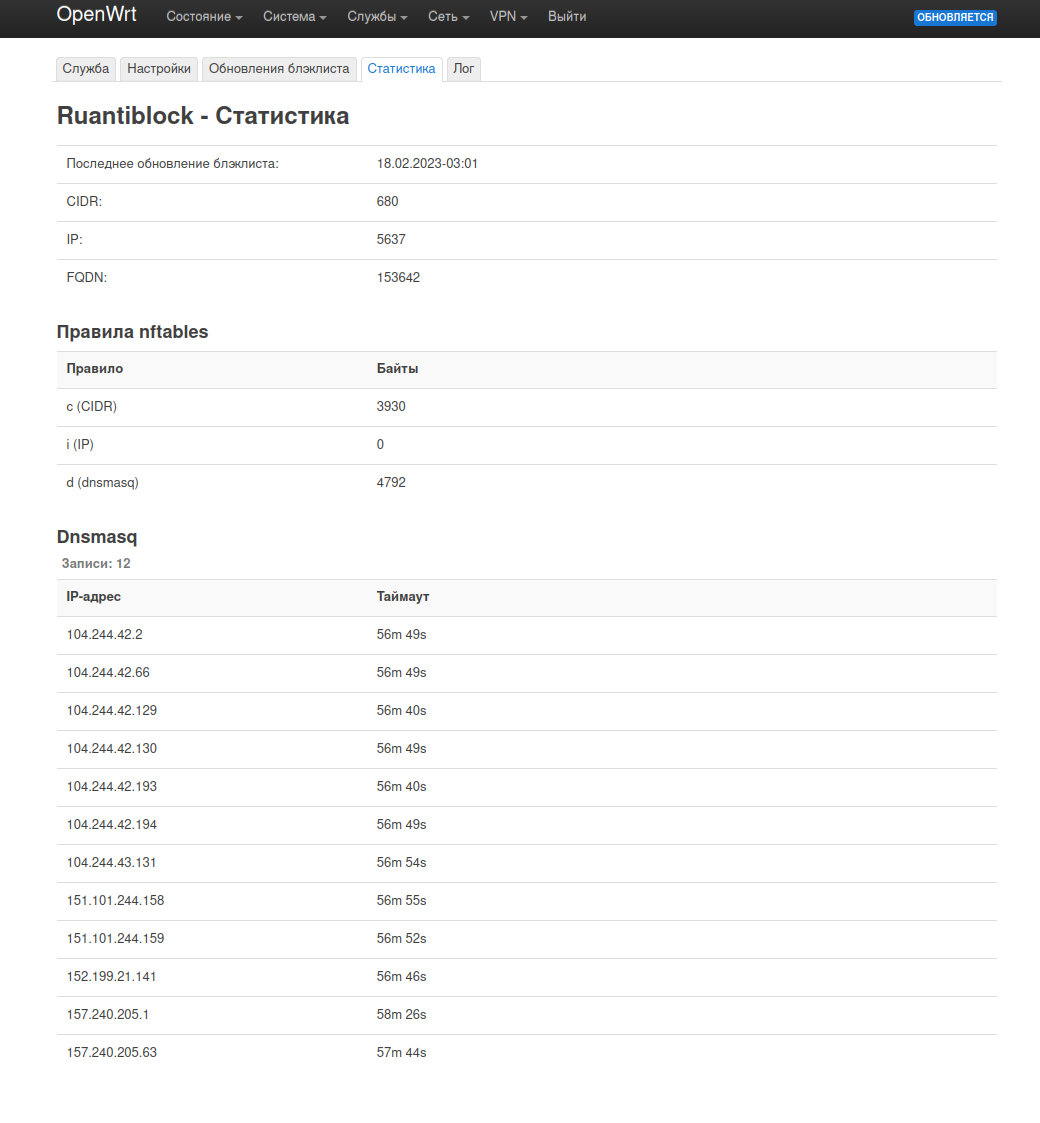 OpenWrt Состояние Система Службы Сеть VPN Выйти ОБНОВЛЯЕТСЯ
Служба Настройки Обновления блэклиста Статистика Лог
Ruantiblock - Статистика
Последнее обновление блэклиста: 18.02.2023-03:01
CIDR: 680
IP: 5637
FQDN: 153642
Правила nftables
Правило Байты
c (CIDR) 3930
i (IP) 0
d (dnsmasq) 4792
Dnsmasq
Записи: 12
IP-адрес Таймаут
104.244.42.2 56m 49s
104.244.42.66 56m 49s
104.244.42.129 56m 40s
104.244.42.130 56m 49s
104.244.42.193 56m 40s
104.244.42.194 56m 49s
104.244.43.131 56m 54s
151.101.244.158 56m 55s
151.101.244.159 56m 52s
152.199.21.141 56m 46s
157.240.205.1 58m 26s
157.240.205.63 57m 44s